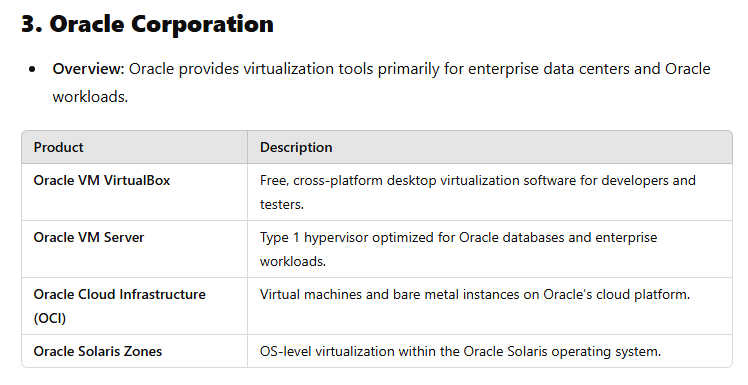 3. Oracle Corporation
• Overview: Oracle provides virtualization tools primarily for enterprise data centers and Oracle
workloads.
Product Description
Oracle VM VirtualBox Free, cross-platform desktop virtualization software for developers and
testers.
Oracle VM Server Type 1 hypervisor optimized for Oracle databases and enterprise
workloads.
Oracle Cloud Infrastructure Virtual machines and bare metal instances on Oracle’s cloud platform.
(OCI)
Oracle Solaris Zones OS-level virtualization within the Oracle Solaris operating system.